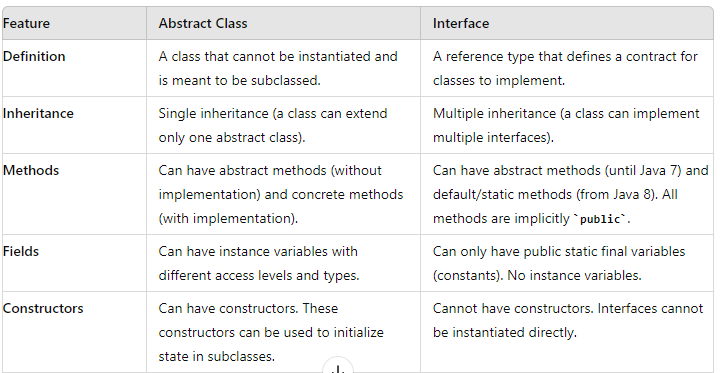 Feature Abstract Class Interface
Definition A class that cannot be instantiated and A reference type that defines a contract for
is meant to be subclassed. classes to implement.
Inheritance Single inheritance (a class can extend Multiple inheritance (a class can implement
only one abstract class). multiple interfaces).
Methods Can have abstract methods (without Can have abstract methods (until Java 7) and
implementation) and concrete methods default/static methods (from Java 8). All
(with implementation). methods are implicitly `public`.
Fields Can have instance variables with Can only have public static final variables
different access levels and types. (constants). No instance variables.
Constructors Can have constructors. These Cannot have constructors. Interfaces cannot
constructors can be used to initialize be instantiated directly.
state in subclasses.